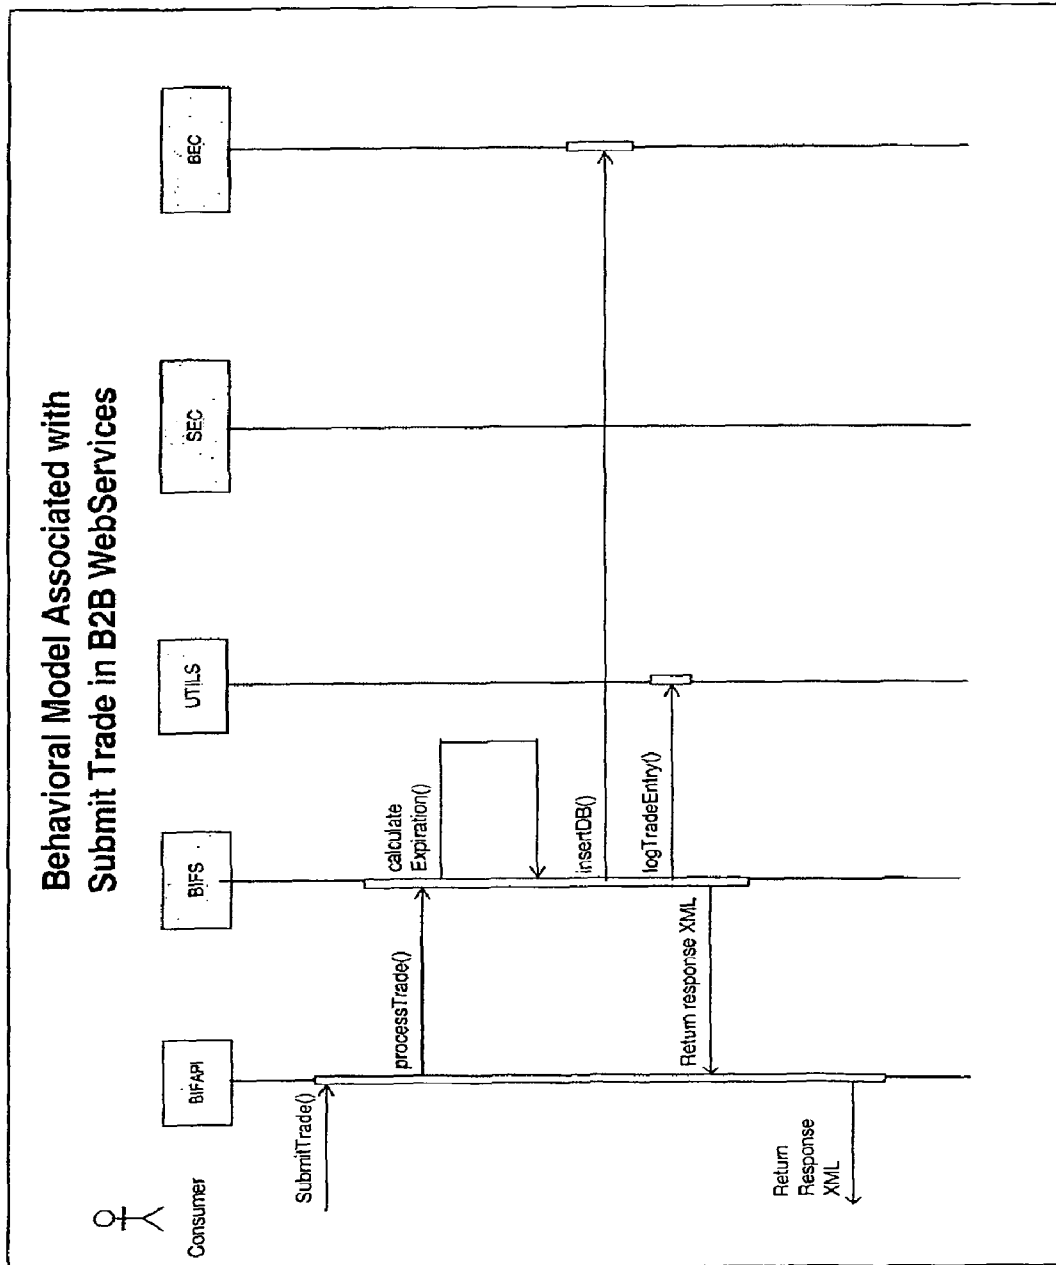 Behavioral Model Associated with
Submit Trade in B2B WebServices
Consumer
BIFAPI
BIFS
UTILS
SEC
BEC
SubmitTrade()
processTrade()
calculate
Expiration()
insertDB()
logTradeEntry()
Return response XML
Return
Response
XML